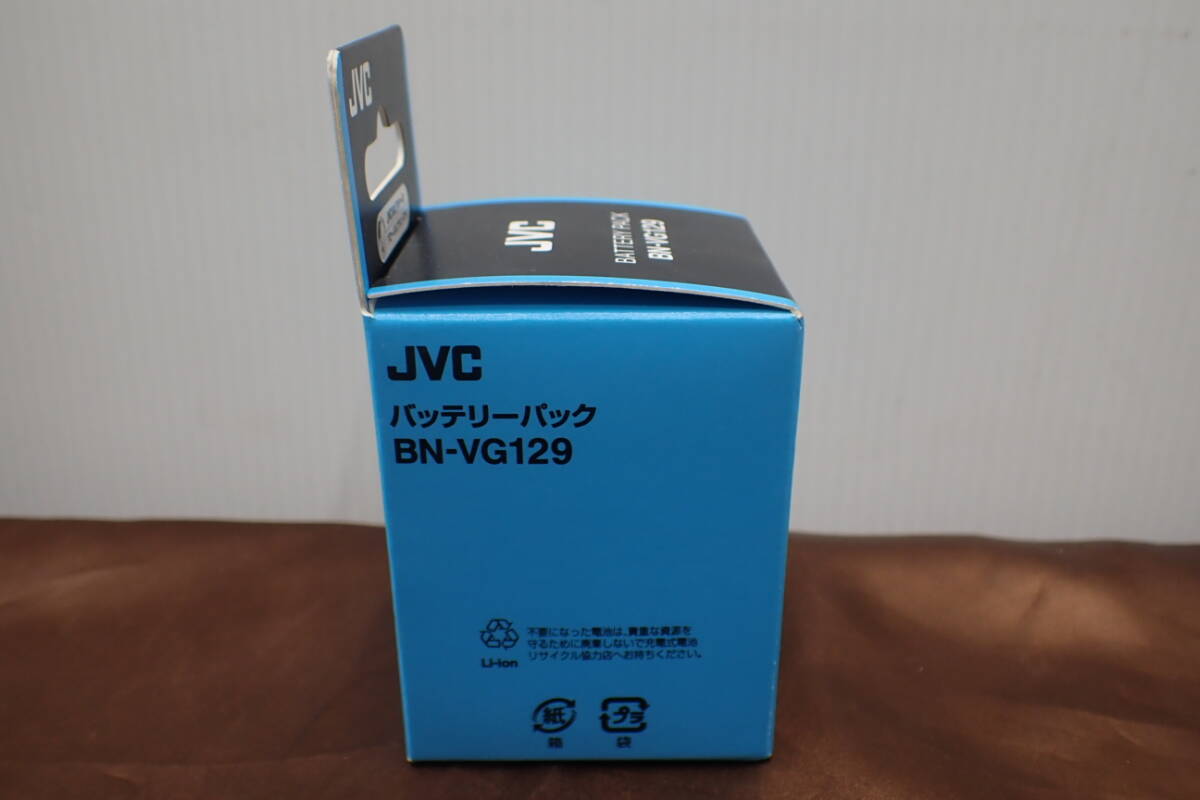 JVC
JVC
BATTERY PACK
BN-VG129
JVC
バッテリーパック
BN-VG129
不要になった電池は、貴重な資源を
守るために廃棄しないで充電式電池
リサイクル協力店へお持ちください。
Li-ion
紙
プラ
箱
袋